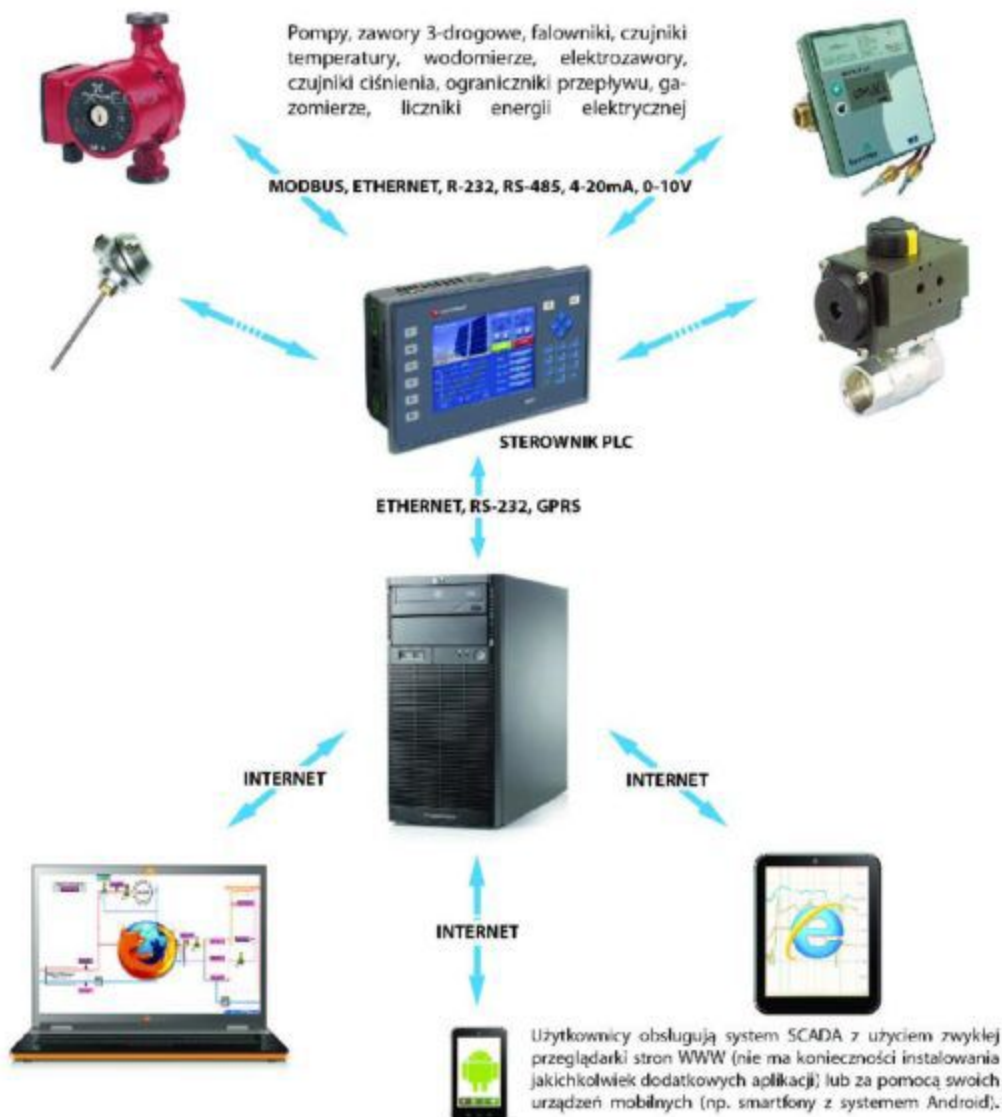 Pompy, zawory 3-drogowe, falowniki, czujniki
temperatury, wodomierze, elektrozawory,
czujniki ciśnienia, ograniczniki przepływu, ga-
zomierze, liczniki energii elektrycznej
MODBUS, ETHERNET, R-232, RS-485, 4-20mA, 0-10V
STEROWNIK PLC
ETHERNET, RS-232, GPRS
INTERNET
INTERNET
INTERNET
Użytkownicy obsługują system SCADA z użyciem zwykłej
przeglądarki stron WWW (nie ma konieczności instalowania
jakichkolwiek dodatkowych aplikacji) lub za pomocą swoich
urządzeń mobilnych (np. smartfony z systemem Android).